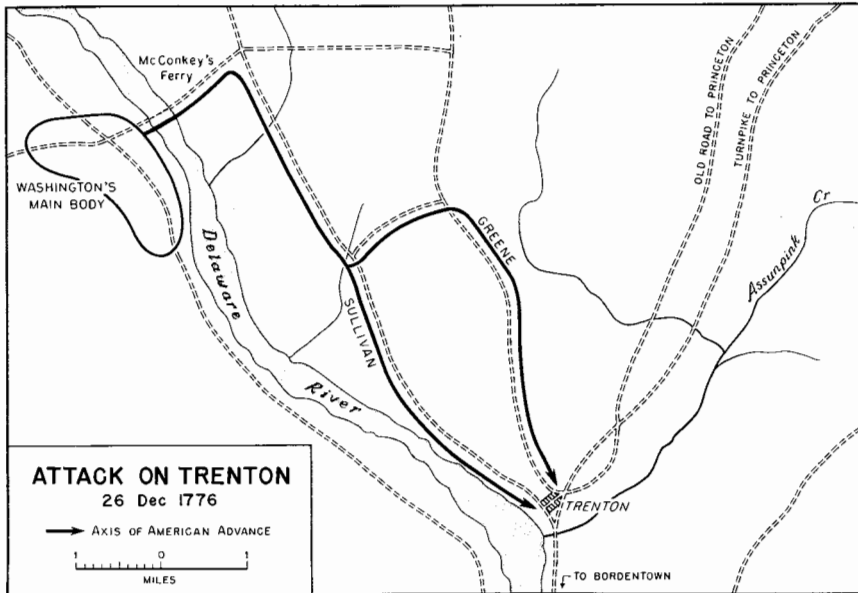 McConkey's
Ferry
WASHINGTON'S
MAIN BODY
Delaware
River
SULLIVAN
GREENE
OLD ROAD TO PRINCETON
TURNPIKE TO PRINCETON
Assunpink Cr
TRENTON
TO BORDENTOWN
ATTACK ON TRENTON
26 Dec 1776
AXIS OF AMERICAN ADVANCE
1 0 1
MILES